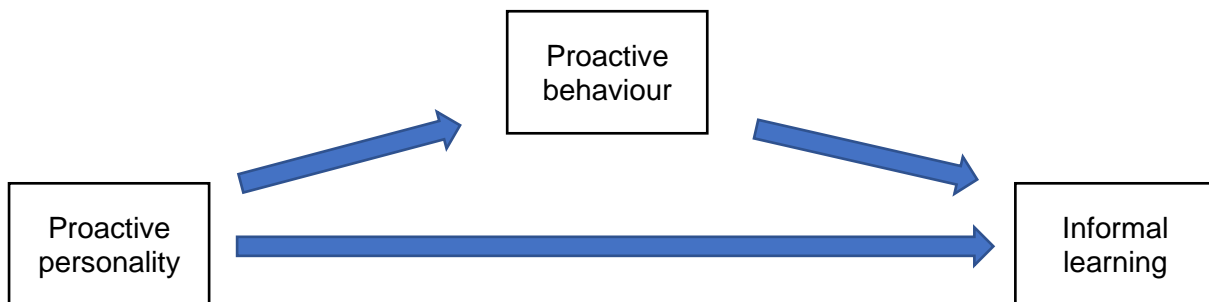 Proactive
behaviour
Proactive
personality
Informal
learning